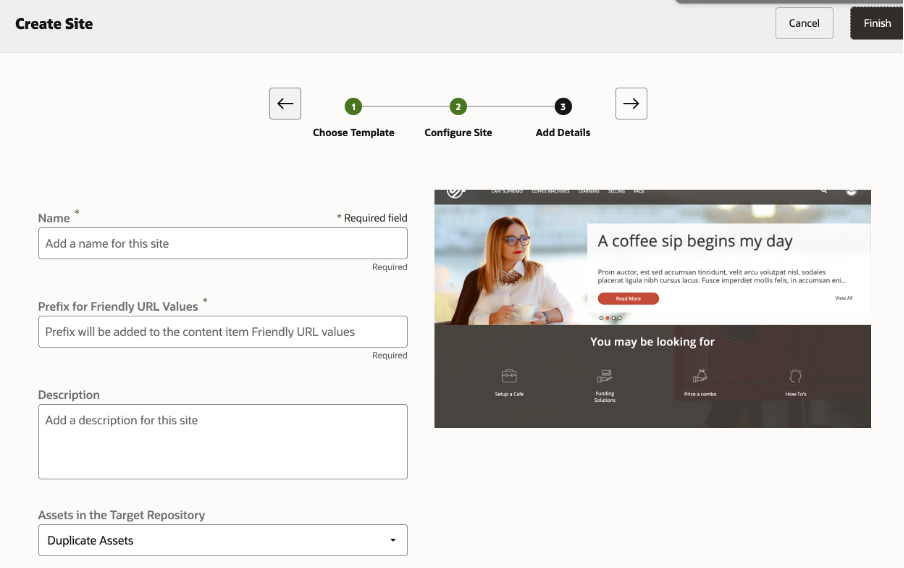 Create Site
Cancel
Finish
1
2
3
Choose Template
Configure Site
Add Details
Name *
* Required field
Add a name for this site
Required
Prefix for Friendly URL Values *
Prefix will be added to the content item Friendly URL values
Required
Description
Add a description for this site
Assets in the Target Repository
Duplicate Assets
CAFE SUPREMO COFFEE MACHINES LEARNING SELLING FAQS
A coffee sip begins my day
Proin auctor, est sed accumsan tincidunt, velit arcu volutpat nisl, sodales
placerat ligula nibh cursus lacus. Fusce imperdiet mollis felis, in accumsan eni...
Read More
View All
You may be looking for
Setup a Cafe
Funding
Solutions
Price a combo
How-To's